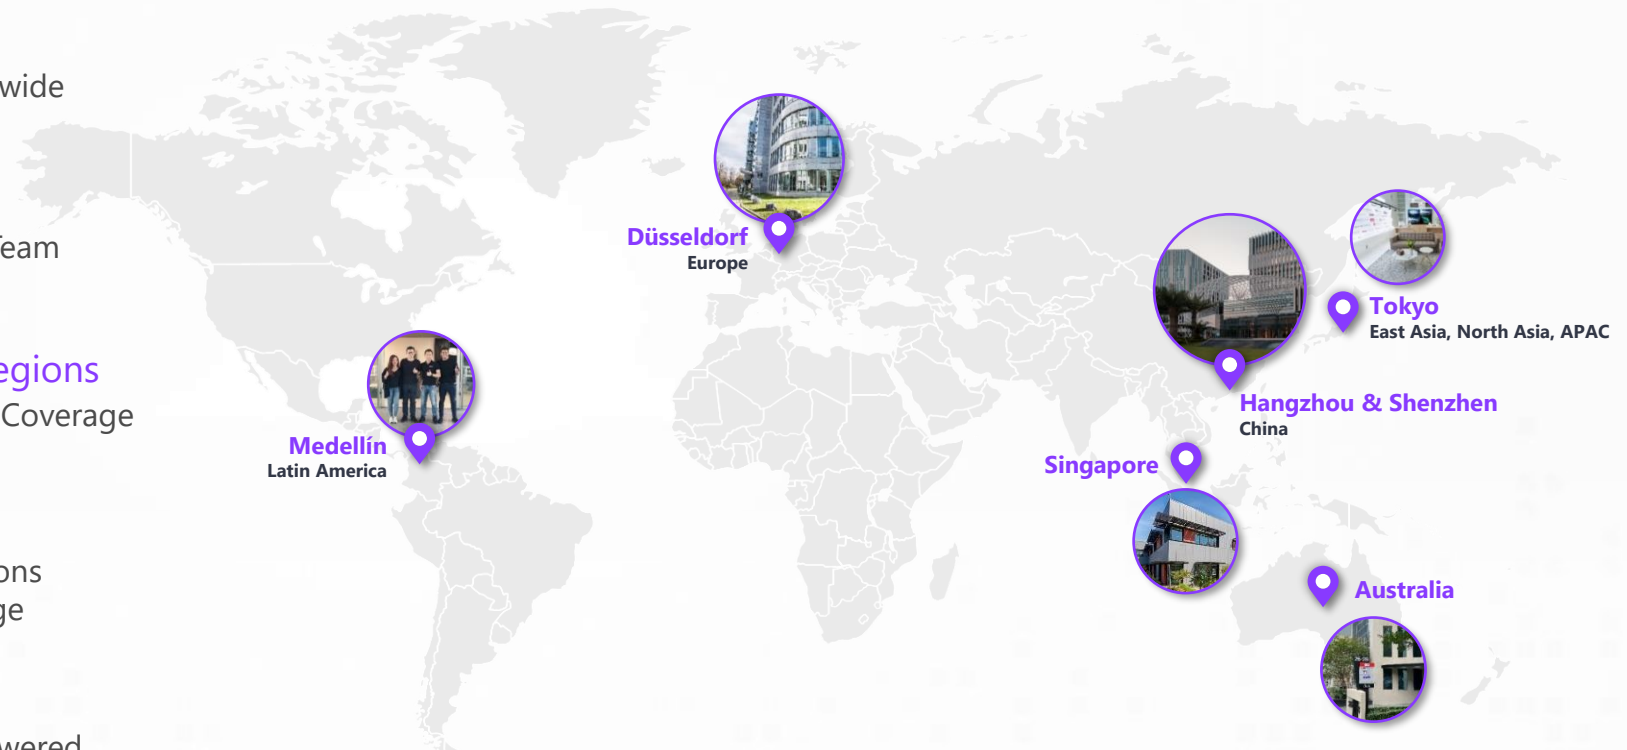 wide
Team
egions
Coverage
ons
ge
wered
Düsseldorf
Europe
Medellín
Latin America
Tokyo
East Asia, North Asia, APAC
Hangzhou & Shenzhen
China
Singapore
Australia